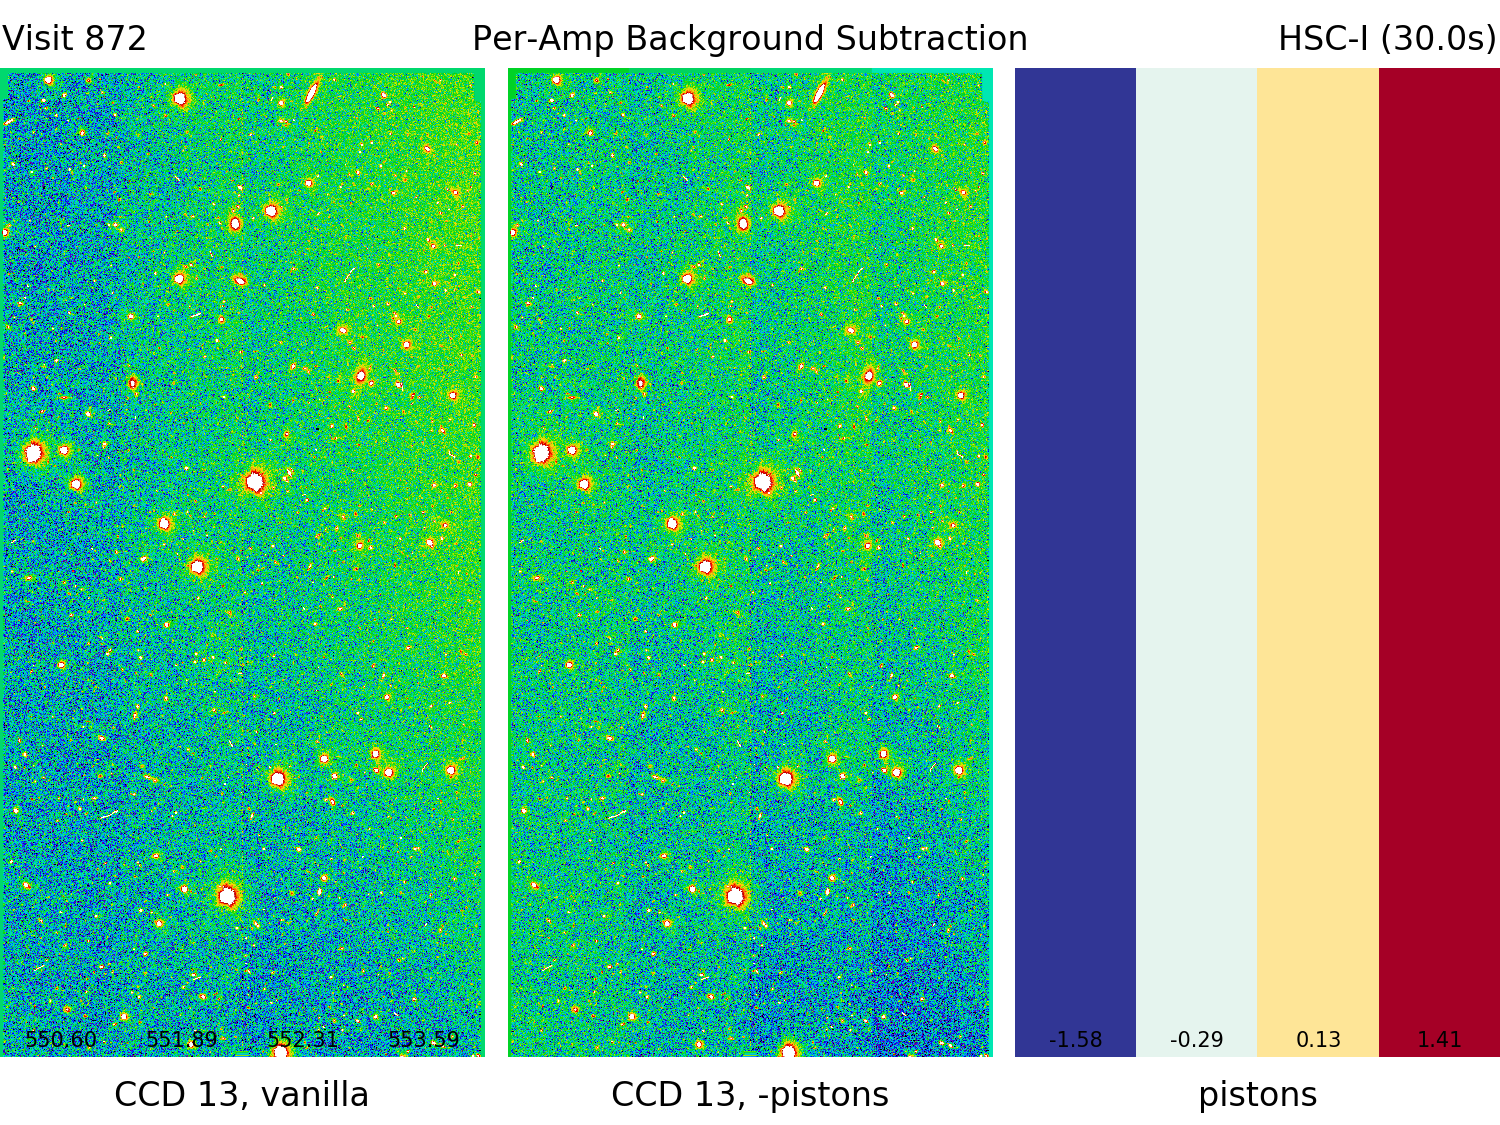 Visit 872
Per-Amp Background Subtraction
HSC-I (30.0s)
550.60 551.89 552.31 553.59
-1.58 -0.29 0.13 1.41
CCD 13, vanilla
CCD 13, -pistons
pistons